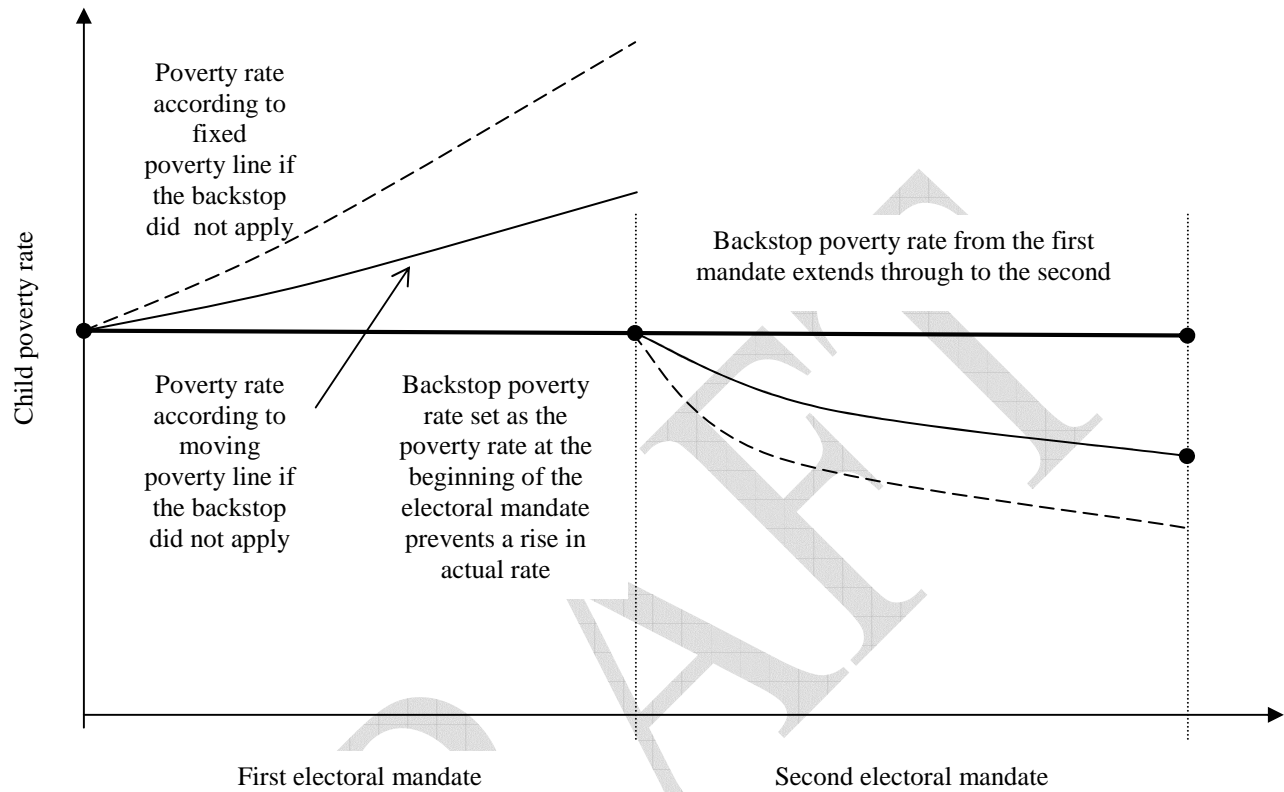 Poverty rate
according to
fixed
poverty line if
the backstop
did not apply
Backstop poverty rate from the first
mandate extends through to the second
Child poverty rate
Poverty rate
according to
moving
poverty line if
the backstop
did not apply
Backstop poverty
rate set as the
poverty rate at the
beginning of the
electoral mandate
prevents a rise in
actual rate
First electoral mandate
Second electoral mandate
DRAFT